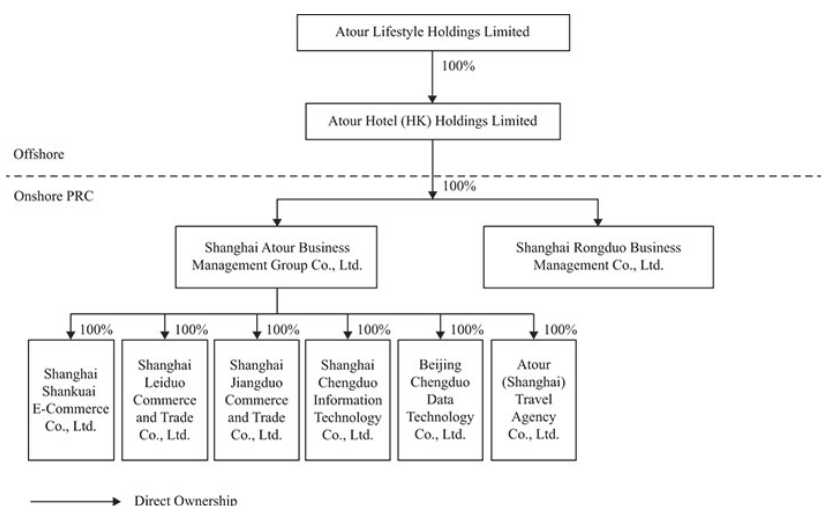 Atour Lifestyle Holdings Limited
100%
Atour Hotel (HK) Holdings Limited
Offshore
100%
Onshore PRC
Shanghai Atour Business
Management Group Co., Ltd.
Shanghai Rongduo Business
Management Co., Ltd.
100%
100%
100%
100%
100%
100%
Shanghai
Shankuai
E-Commerce
Co., Ltd.
Shanghai
Leiduo
Commerce
and Trade
Co., Ltd.
Shanghai
Jiangduo
Commerce
and Trade
Co., Ltd.
Shanghai
Chengduo
Information
Technology
Co., Ltd.
Beijing
Chengduo
Data
Technology
Co., Ltd.
Atour
(Shanghai)
Travel
Agency
Co., Ltd.
Direct Ownership